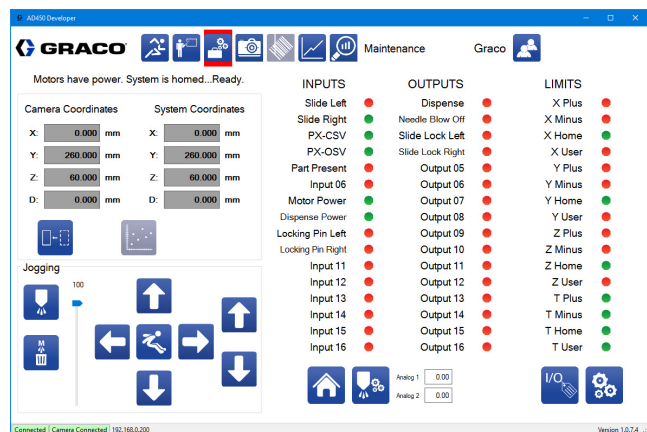 AD450 Developer
GRACO
Maintenance
Graco
Motors have power. System is homed...Ready.
Camera Coordinates
System Coordinates
X: 0.000 mm X: 0.000 mm
Y: 260.000 mm Y: 260.000 mm
Z: 60.000 mm Z: 60.000 mm
D: 0.000 mm D: 0.000 mm
Jogging
100
M
INPUTS OUTPUTS LIMITS
Slide Left Dispense X Plus
Slide Right Needle Blow Off X Minus
PX-CSV Slide Lock Left X Home
PX-OSV Slide Lock Right X User
Part Present Output 05 Y Plus
Input 06 Output 06 Y Minus
Motor Power Output 07 Y Home
Dispense Power Output 08 Y User
Locking Pin Left Output 09 Z Plus
Locking Pin Right Output 10 Z Minus
Input 11 Output 11 Z Home
Input 12 Output 12 Z User
Input 13 Output 13 T Plus
Input 14 Output 14 T Minus
Input 15 Output 15 T Home
Input 16 Output 16 T User
Analog 1 0.00
Analog 2 0.00
I/O
Connected Camera Connected 192.168.0.200 Version 1.0.7.4